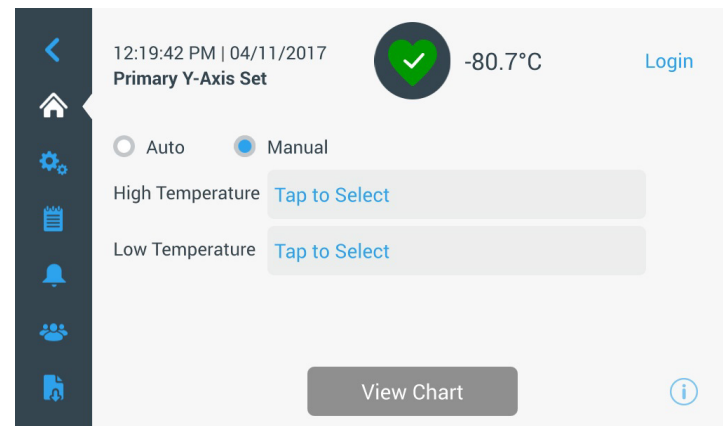 12:19:42 PM | 04/11/2017
Primary Y-Axis Set
-80.7°C
Login
Auto
Manual
High Temperature Tap to Select
Low Temperature Tap to Select
View Chart
i